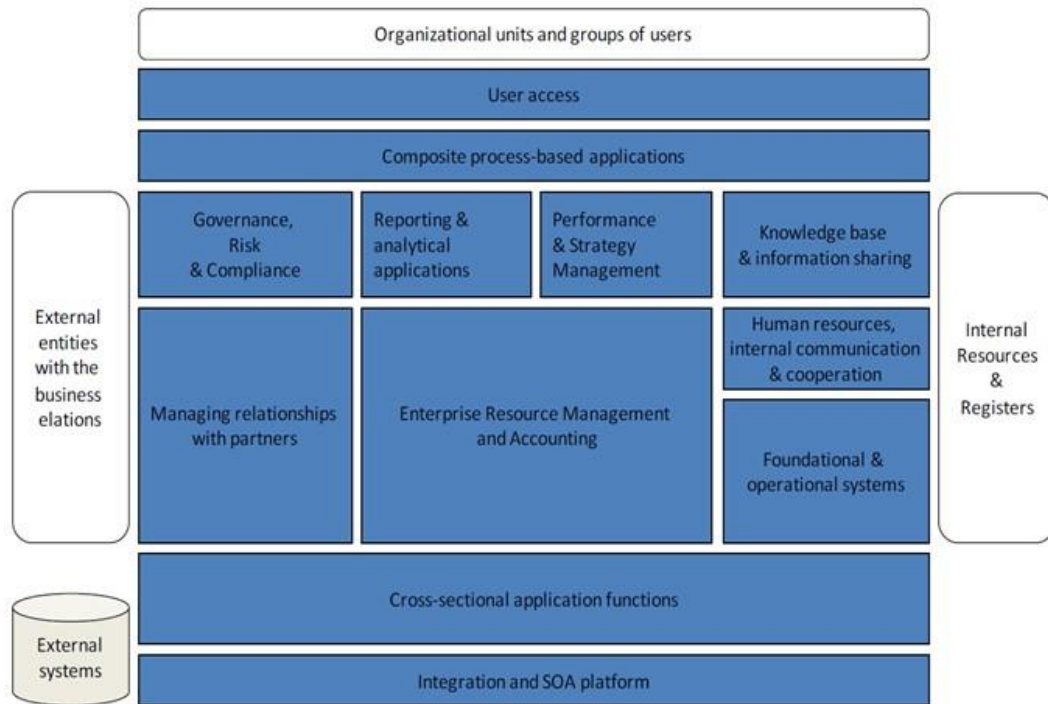 Organizational units and groups of users
User access
Composite process-based applications
External
entities
with the
business
elations
Governance,
Risk
& Compliance
Reporting &
analytical
applications
Performance
& Strategy
Management
Knowledge base
& information sharing
Managing relationships
with partners
Enterprise Resource Management
and Accounting
Human resources,
internal communication
& cooperation
Foundational &
operational systems
Internal
Resources
&
Registers
Cross-sectional application functions
External
systems
Integration and SOA platform